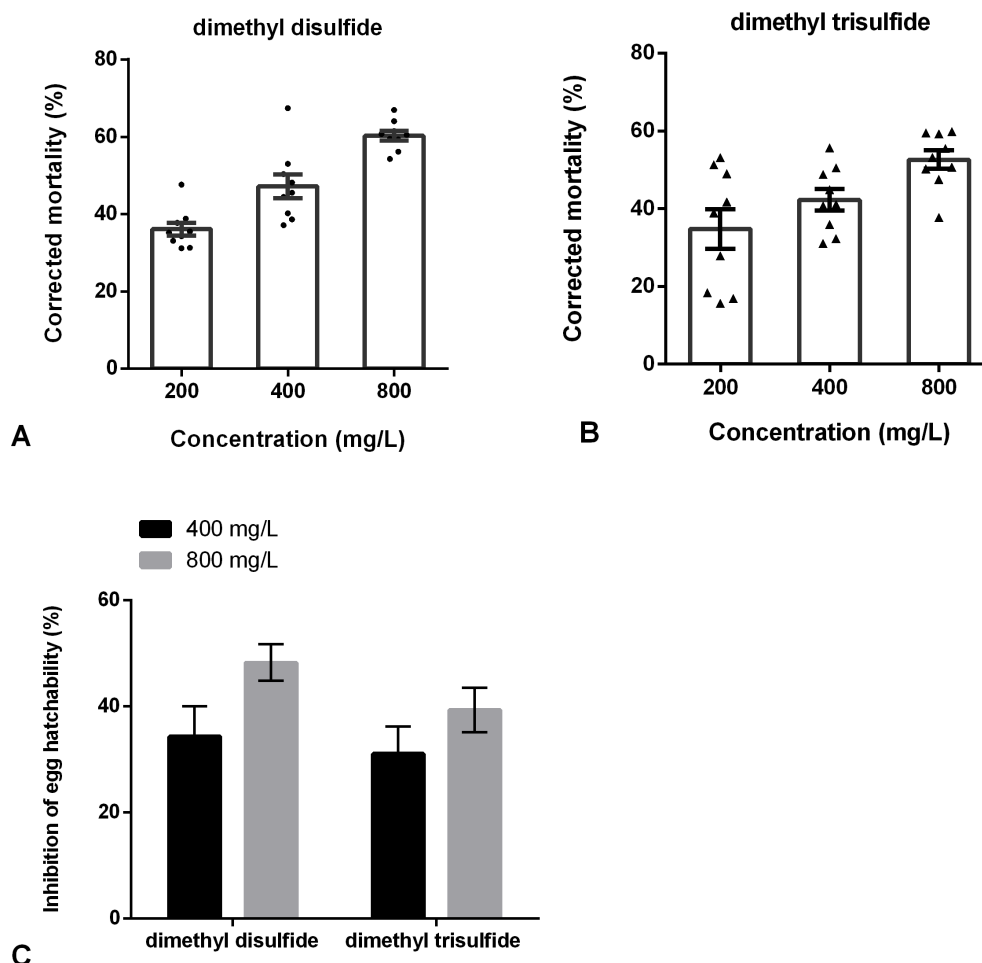 dimethyl disulfide
Corrected mortality (%)
80
60
40
20
0
200 400 800
Concentration (mg/L)
A
dimethyl trisulfide
Corrected mortality (%)
80
60
40
20
0
200 400 800
Concentration (mg/L)
B
400 mg/L
800 mg/L
Inhibition of egg hatchability (%)
60
40
20
0
dimethyl disulfide dimethyl trisulfide
C